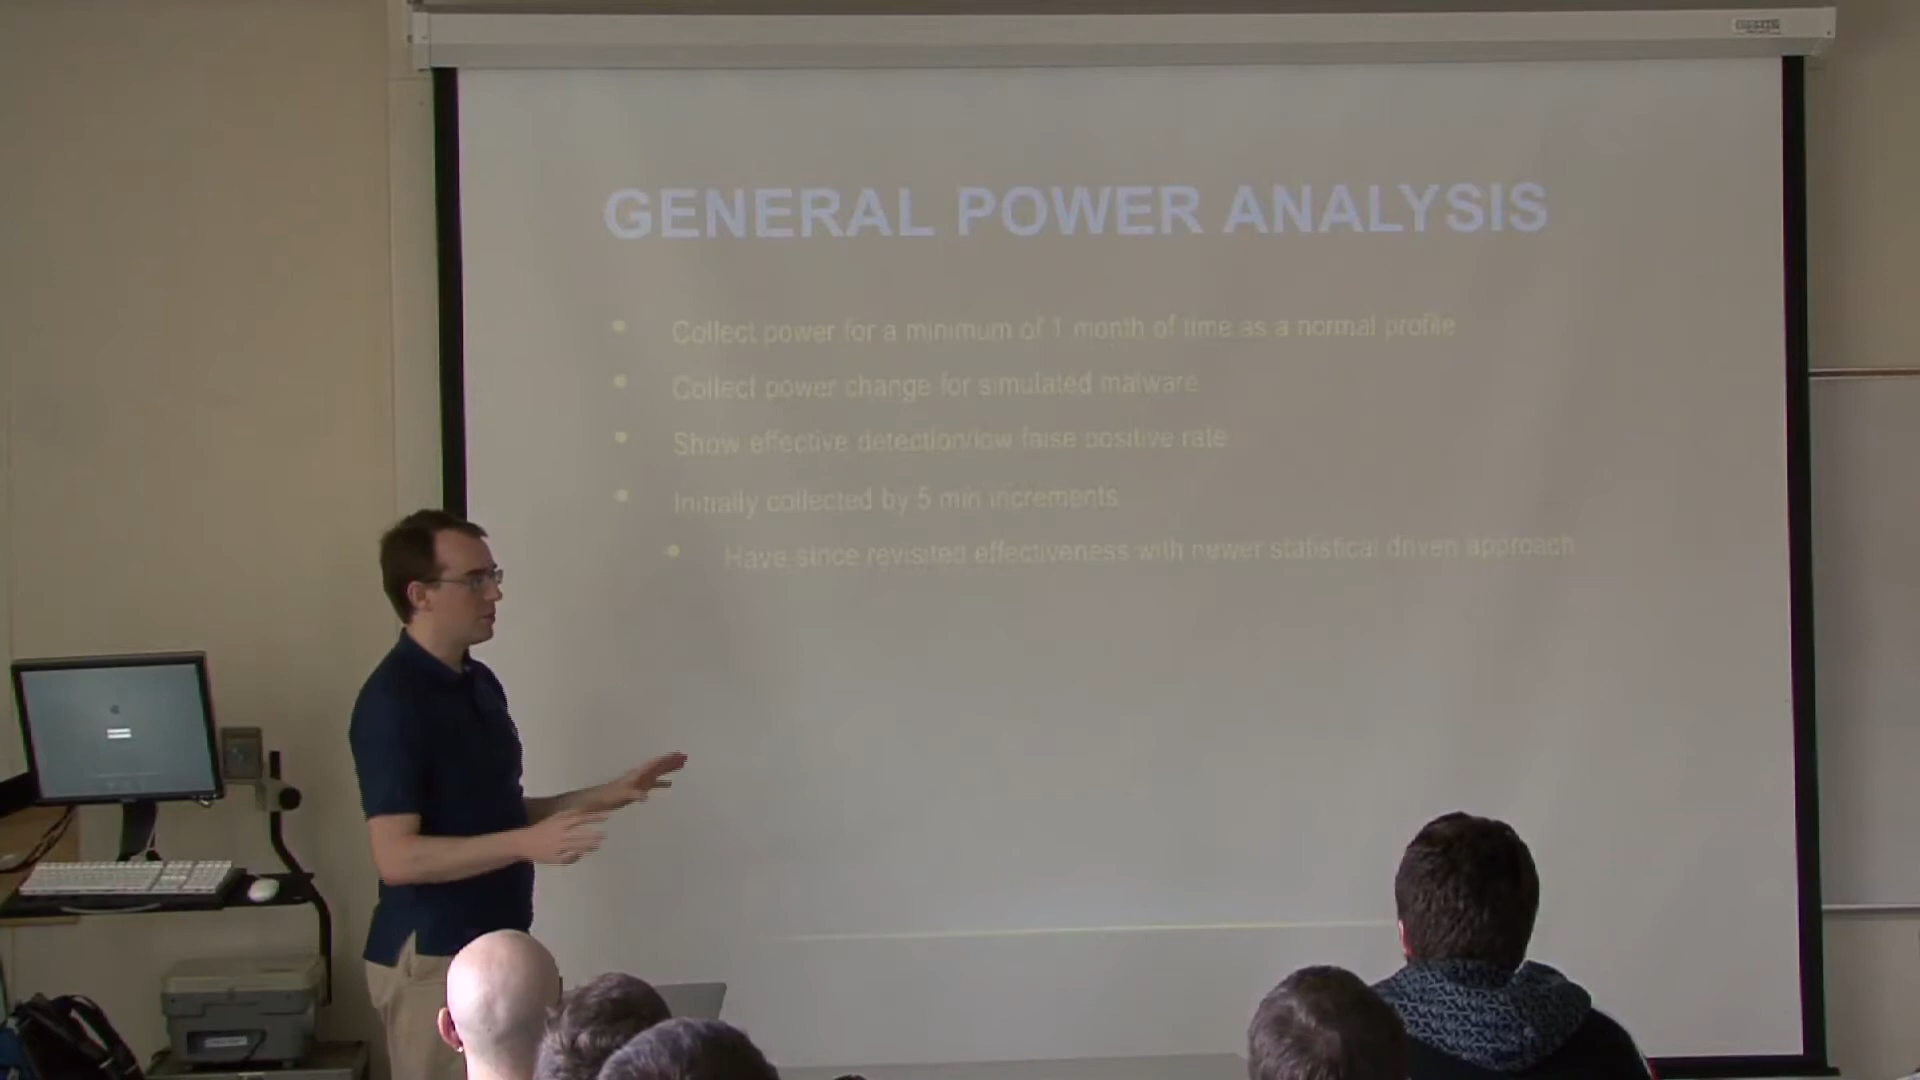 GENERAL POWER ANALYSIS
Collect power for a minimum of 1 month of time as a normal profile
Collect power change for simulated malware
Show effective detection/low false positive rate
Initially collected by 5 min increments
Have since revisited effectiveness with newer statistical driven approach